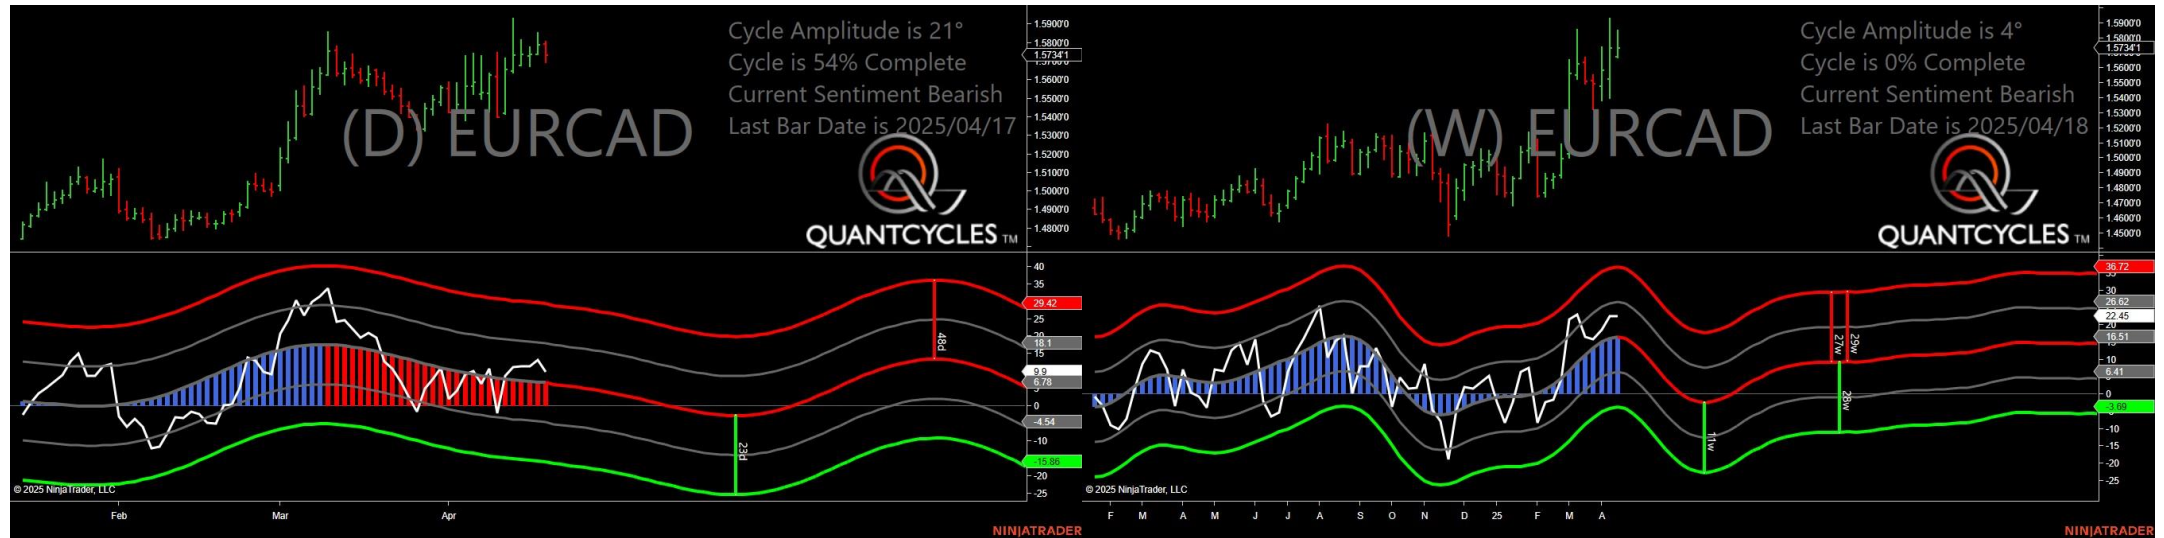 Cycle Amplitude is 21°
Cycle is 54% Complete
Current Sentiment Bearish
Last Bar Date is 2025/04/17
(D) EURCAD
QUANTCYCLES TM
1.5900'0
1.5800'0
1.5734'1
1.5600'0
1.5500'0
1.5400'0
1.5300'0
1.5200'0
1.5100'0
1.5000'0
1.4900'0
1.4800'0
40
35
29.42
25
18.1
15
9.9
6.78
0
-4.54
-10
-15.86
-20
-25
48d
23d
© 2025 NinjaTrader, LLC
Feb Mar Apr
NINJATRADER
Cycle Amplitude is 4°
Cycle is 0% Complete
Current Sentiment Bearish
Last Bar Date is 2025/04/18
(W) EURCAD
QUANTCYCLES TM
1.5900'0
1.5800'0
1.5734'1
1.5600'0
1.5500'0
1.5400'0
1.5300'0
1.5200'0
1.5100'0
1.5000'0
1.4900'0
1.4800'0
1.4700'0
1.4600'0
1.4500'0
36.72
30
26.62
22.45
20
16.51
10
6.41
0
-3.69
-10
-15
-20
-25
27w
29w
28w
11w
© 2025 NinjaTrader, LLC
F M A M J J A S O N D 25 F M A
NINJATRADER